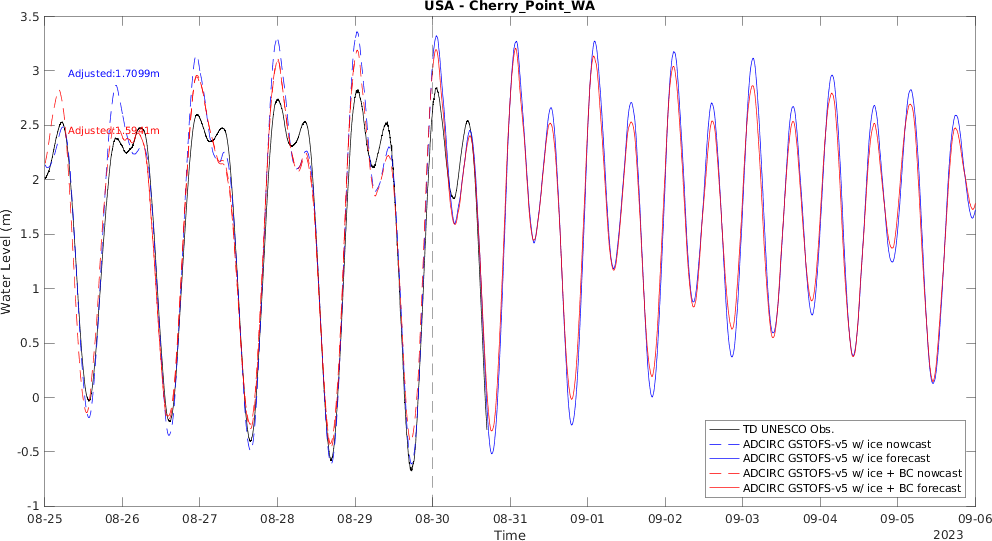 USA - Cherry_Point_WA
3.5
3
2.5
2
1.5
1
0.5
0
-0.5
-1
Water Level (m)
Adjusted:1.7099m
TD UNESCO Obs.
ADCIRC GSTOFS-v5 w/ ice nowcast
ADCIRC GSTOFS-v5 w/ ice forecast
ADCIRC GSTOFS-v5 w/ ice + BC nowcast
ADCIRC GSTOFS-v5 w/ ice + BC forecast
08-25 08-26 08-27 08-28 08-29 08-30 08-31 09-01 09-02 09-03 09-04 09-05 09-06
Time
2023